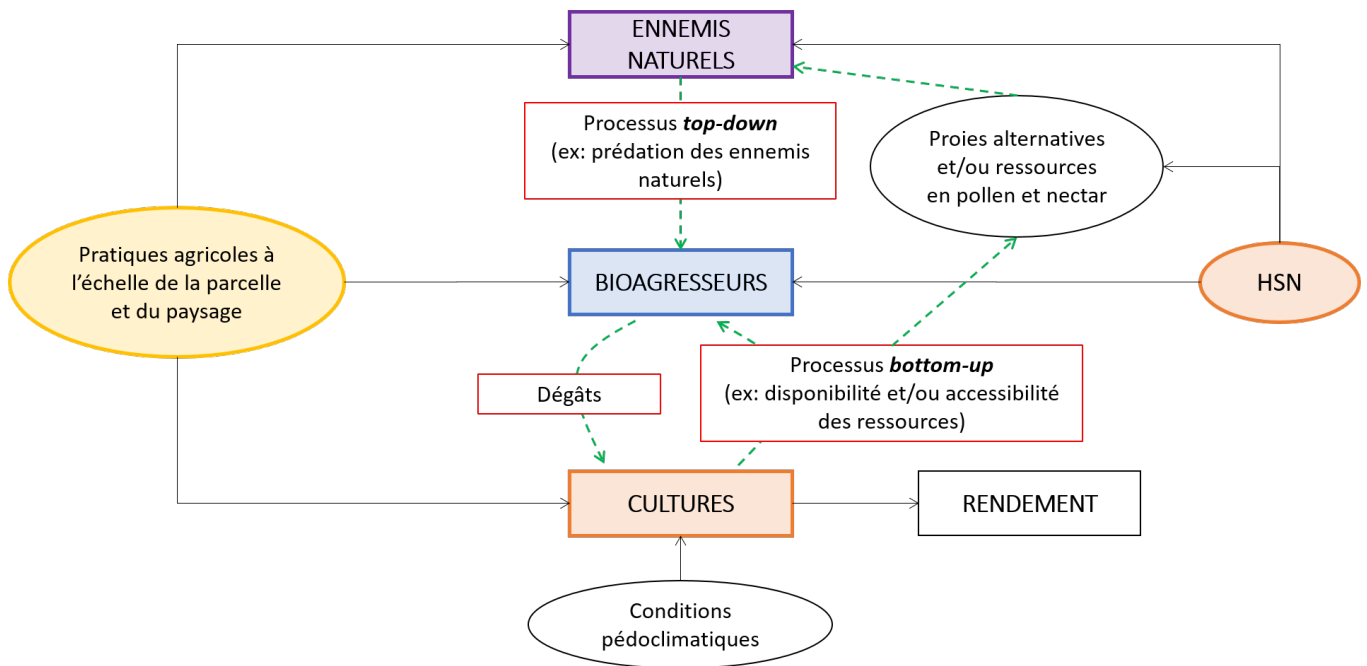 ENNEMIS
NATURELS
Processus top-down
(ex: prédation des ennemis
naturels)
Proies alternatives
et/ou ressources
en pollen et nectar
Pratiques agricoles à
l’échelle de la parcelle
et du paysage
BIOAGRESSEURS
HSN
Processus bottom-up
(ex: disponibilité et/ou accessibilité
des ressources)
Dégâts
CULTURES
RENDEMENT
Conditions
pédoclimatiques